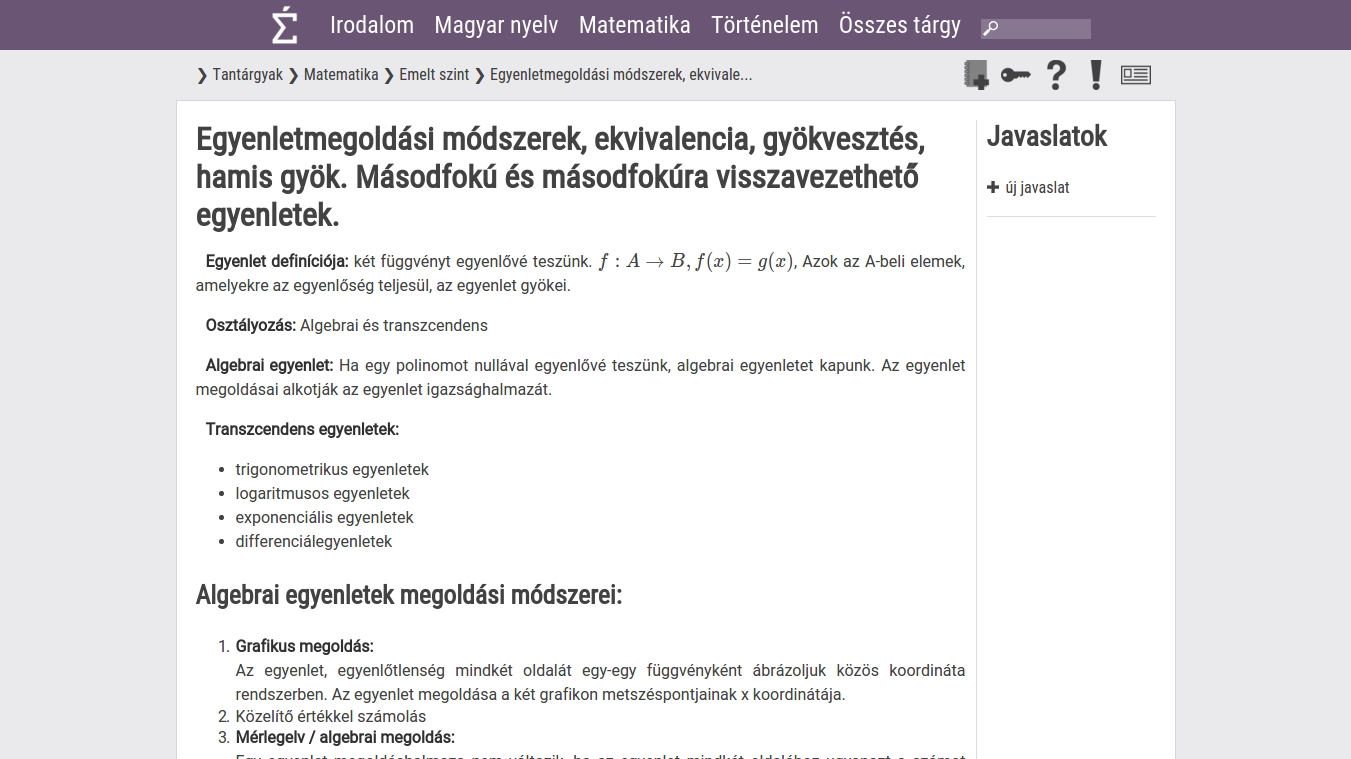 É
Irodalom Magyar nyelv Matematika Történelem Összes tárgy
❯ Tantárgyak ❯ Matematika ❯ Emelt szint ❯ Egyenletmegoldási módszerek, ekvivale...
Egyenletmegoldási módszerek, ekvivalencia, gyökvesztés,
hamis gyök. Másodfokú és másodfokúra visszavezethető
egyenletek.
Egyenlet definíciója: két függvényt egyenlővé teszünk. f : A → B, f(x) = g(x), Azok az A-beli elemek,
amelyekre az egyenlőség teljesül, az egyenlet gyökei.
Osztályozás: Algebrai és transzcendens
Algebrai egyenlet: Ha egy polinomot nullával egyenlővé teszünk, algebrai egyenletet kapunk. Az egyenlet
megoldásai alkotják az egyenlet igazsághalmazát.
Transzcendens egyenletek:
• trigonometrikus egyenletek
• logaritmusos egyenletek
• exponenciális egyenletek
• differenciálegyenletek
Algebrai egyenletek megoldási módszerei:
1. Grafikus megoldás:
Az egyenlet, egyenlőtlenség mindkét oldalát egy-egy függvényként ábrázoljuk közös koordináta
rendszerben. Az egyenlet megoldása a két grafikon metszéspontjainak x koordinátája.
2. Közelítő értékkel számolás
3. Mérlegelv / algebrai megoldás:
Javaslatok
új javaslat